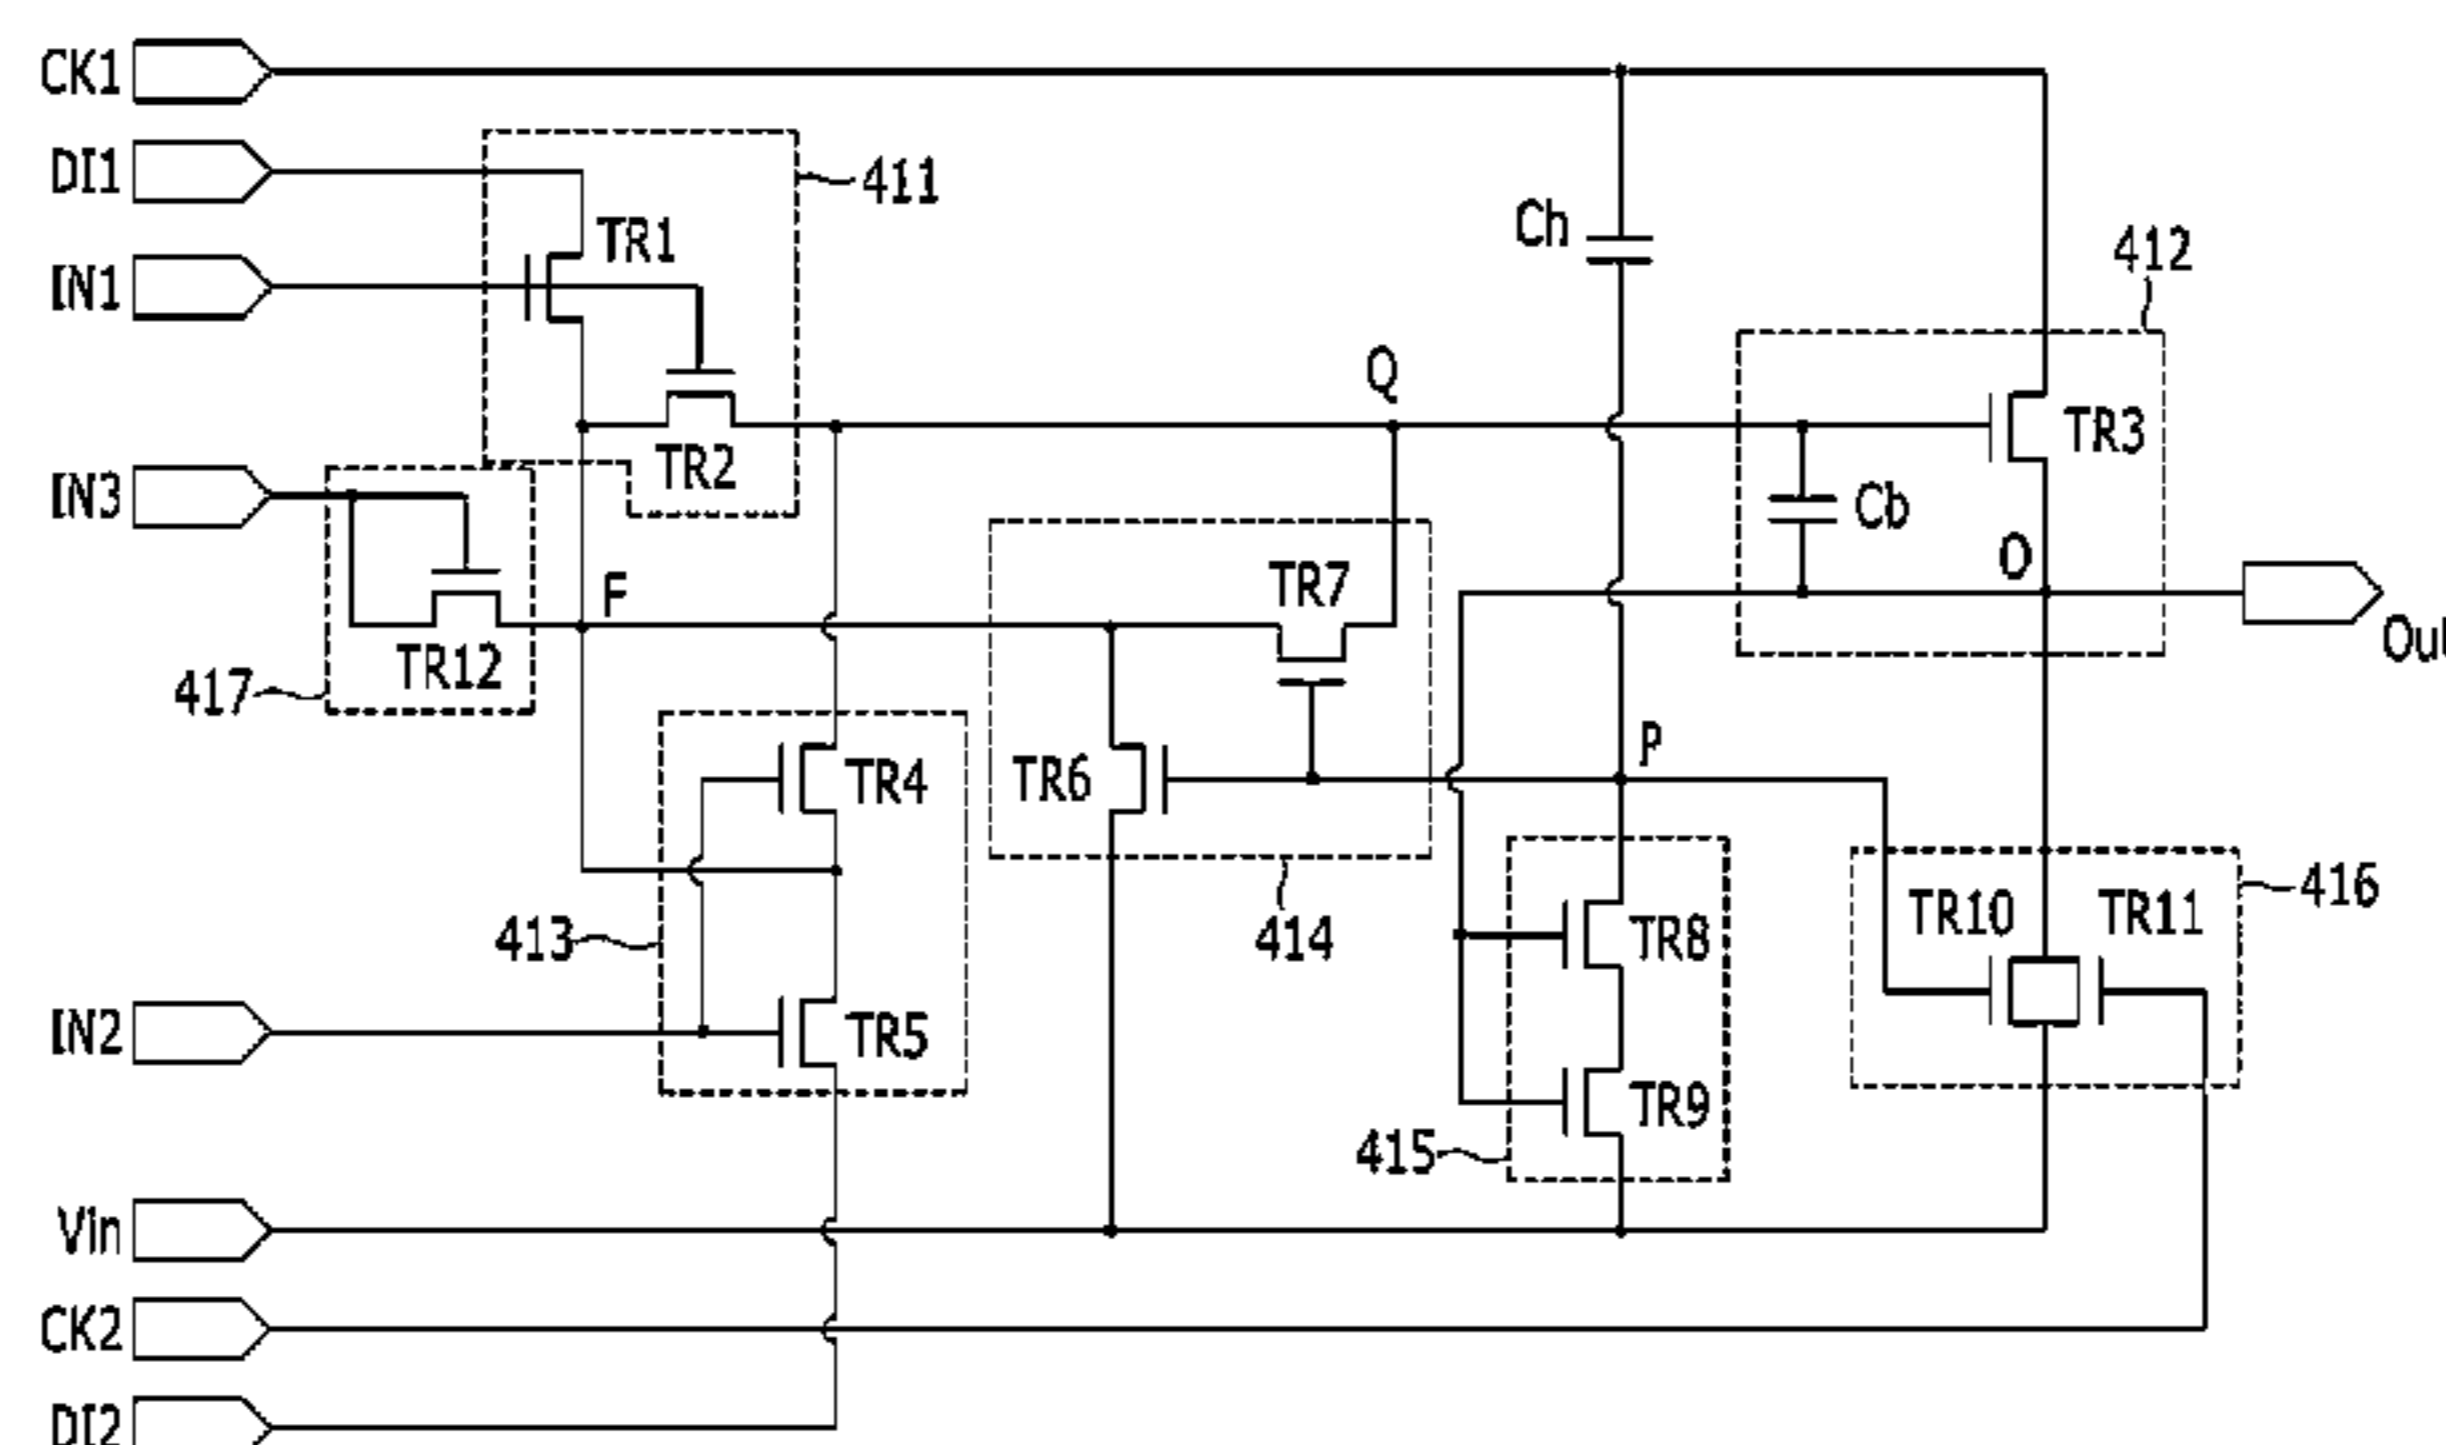 CK1
DI1
411
TR1
IN1
Ch
412
Q
TR3
TR2
IN3
Cb
O
TR7
F
Out
TR12
417
P
TR4
TR6
413
414
TR8
TR10
TR11
416
IN2
TR5
TR9
415
Vin
CK2
DI2